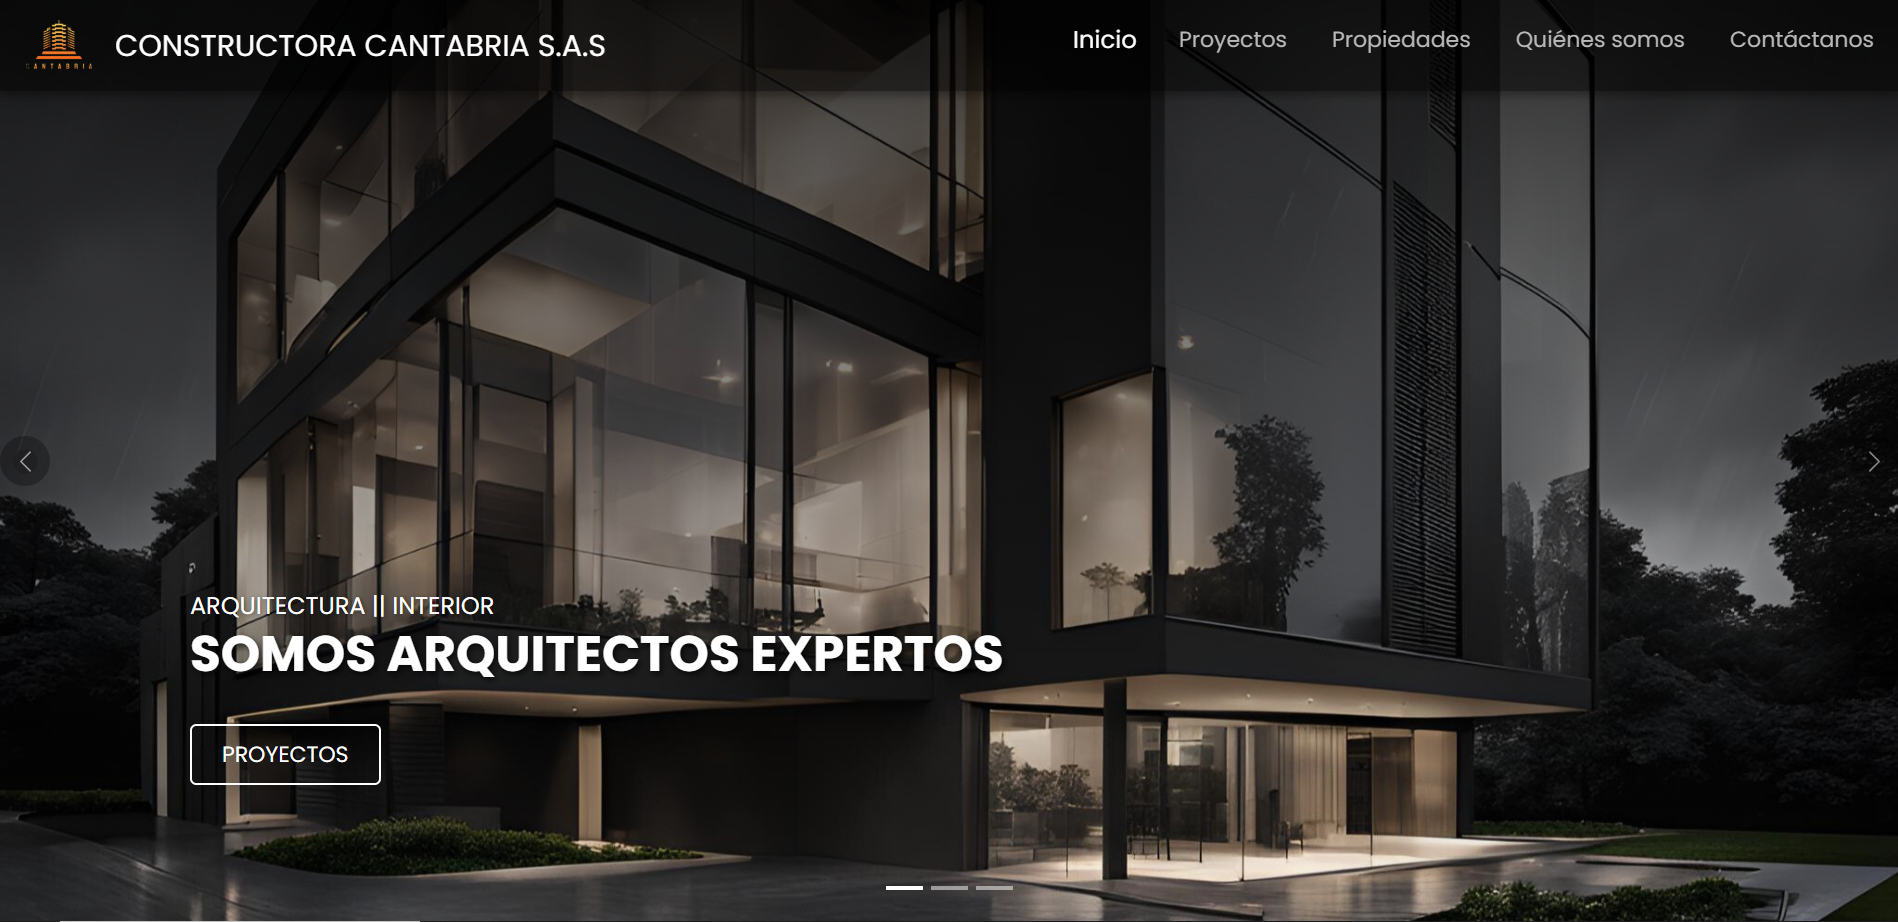 CANTABRIA
CONSTRUCTORA CANTABRIA S.A.S
Inicio
Proyectos
Propiedades
Quiénes somos
Contáctanos
ARQUITECTURA || INTERIOR
SOMOS ARQUITECTOS EXPERTOS
PROYECTOS